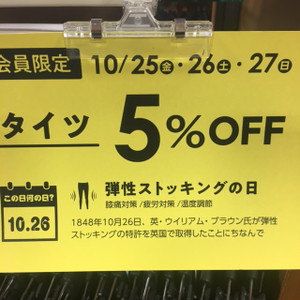 会員限定 10/25金・26土・27日
タイツ 5%OFF
この日何の日?
10.26
弾性ストッキングの日
膝痛対策/疲労対策/温度調節
1848年10月26日、英・ウイリアム・ブラウン氏が弾性
ストッキングの特許を英国で取得したことにちなんで